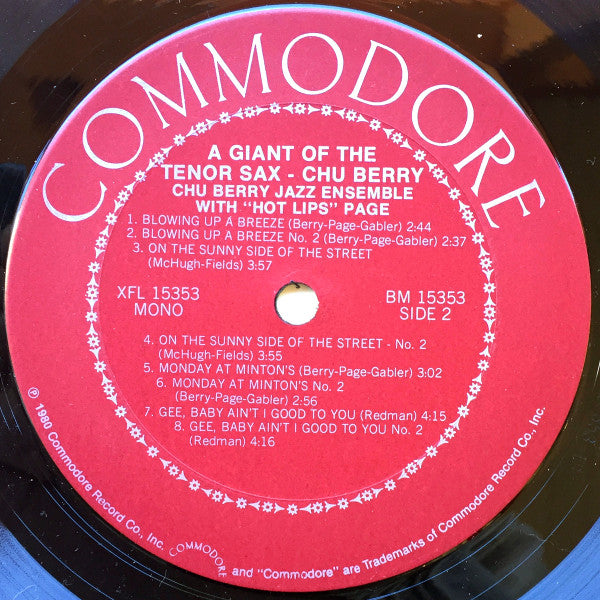 COMMODORE
A GIANT OF THE
TENOR SAX - CHU BERRY
CHU BERRY JAZZ ENSEMBLE
WITH "HOT LIPS" PAGE
1. BLOWING UP A BREEZE (Berry-Page-Gabler) 2:44
2. BLOWING UP A BREEZE No. 2 (Berry-Page-Gabler) 2:37
3. ON THE SUNNY SIDE OF THE STREET
(McHugh-Fields) 3:57
XFL 15353
MONO
BM 15353
SIDE 2
4. ON THE SUNNY SIDE OF THE STREET - No. 2
(McHugh-Fields) 3:55
5. MONDAY AT MINTON'S (Berry-Page-Gabler) 3:02
6. MONDAY AT MINTON'S No. 2
(Berry-Page-Gabler) 2:56
7. GEE, BABY AIN'T I GOOD TO YOU (Redman) 4:15
8. GEE, BABY AIN'T I GOOD TO YOU No. 2
(Redman) 4:16
℗ 1980 Commodore Record Co., Inc. COMMODORE and "Commodore" are Trademarks of Commodore Record Co., Inc.